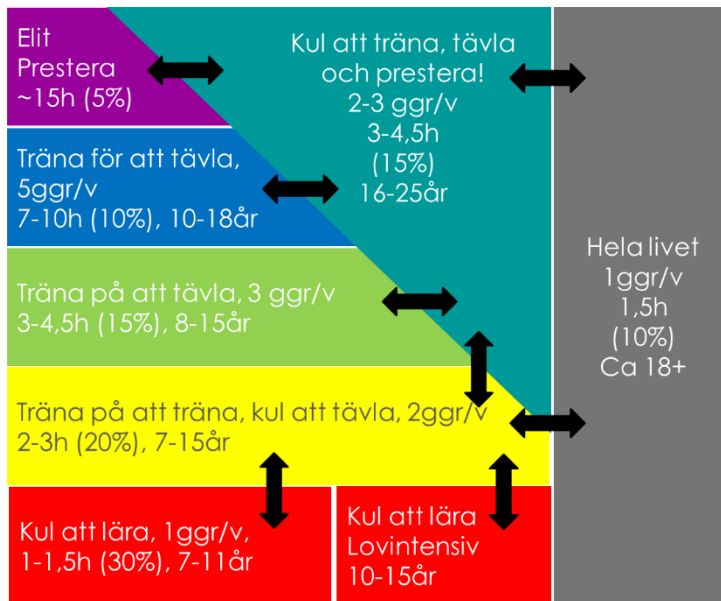 Elit
Prestera
~15h (5%)
Kul att träna, tävla
och prestera!
2-3 ggr/v
3-4,5h
(15%)
16-25år
Träna för att tävla,
5ggr/v
7-10h (10%), 10-18år
Träna på att tävla, 3 ggr/v
3-4,5h (15%), 8-15år
Träna på att träna, kul att tävla, 2ggr/v
2-3h (20%), 7-15år
Kul att lära, 1ggr/v,
1-1,5h (30%), 7-11år
Kul att lära
Lovintensiv
10-15år
Hela livet
1ggr/v
1,5h
(10%)
Ca 18+